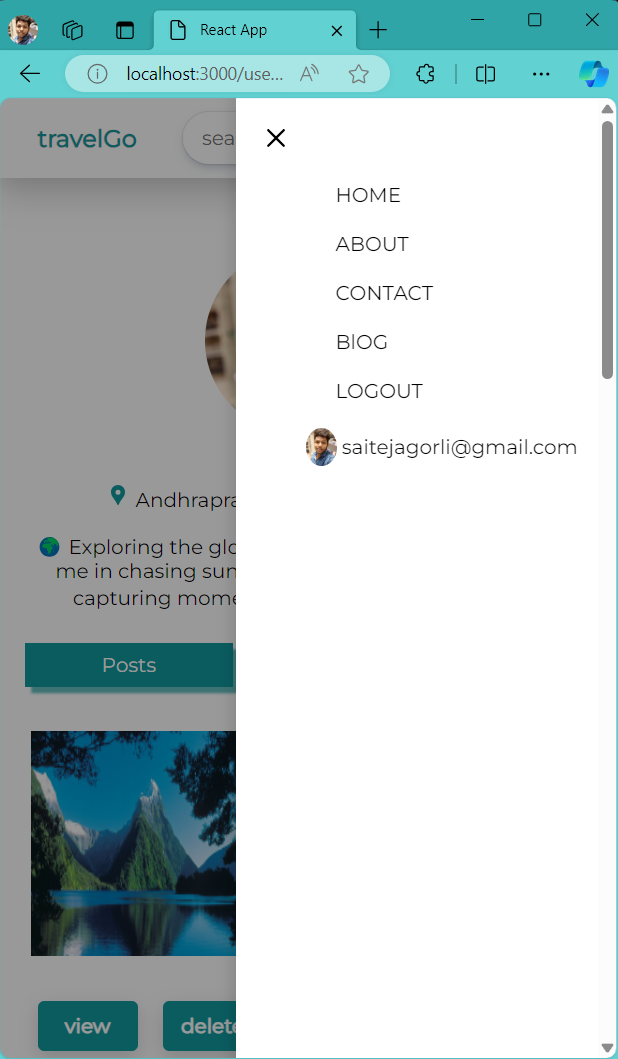 React App
localhost:3000/use...
travelGo
sea
HOME
ABOUT
CONTACT
BlOG
LOGOUT
saitejagorli@gmail.com
Andhrapra
Exploring the glo
me in chasing sun
capturing mome
Posts
view
delete